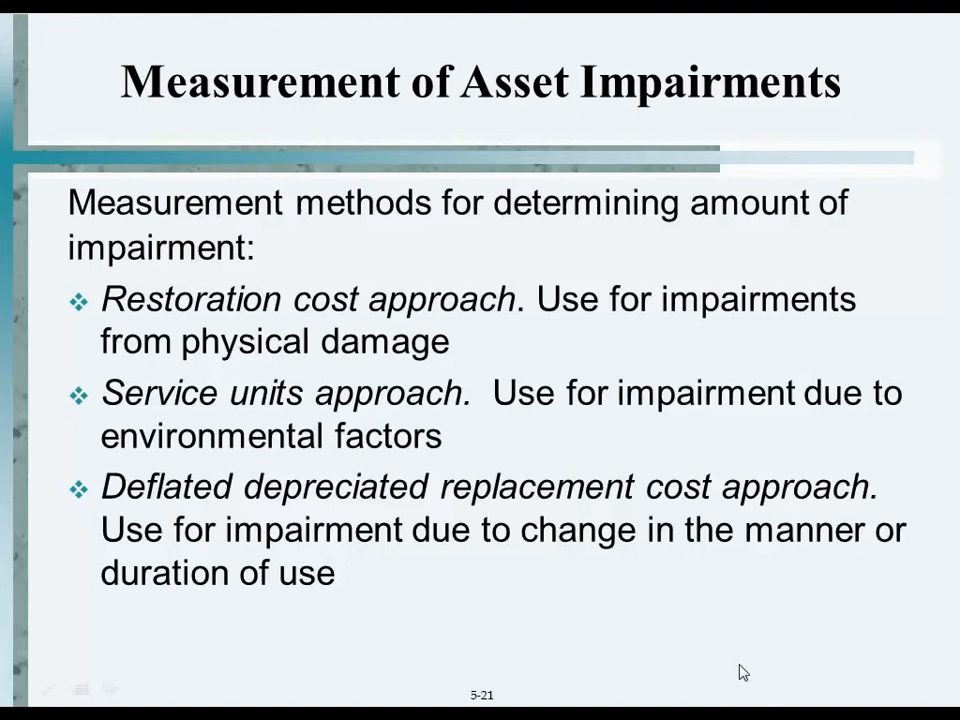 Measurement of Asset Impairments
Measurement methods for determining amount of
impairment:
Restoration cost approach. Use for impairments
from physical damage
Service units approach. Use for impairment due to
environmental factors
Deflated depreciated replacement cost approach.
Use for impairment due to change in the manner or
duration of use
5-21